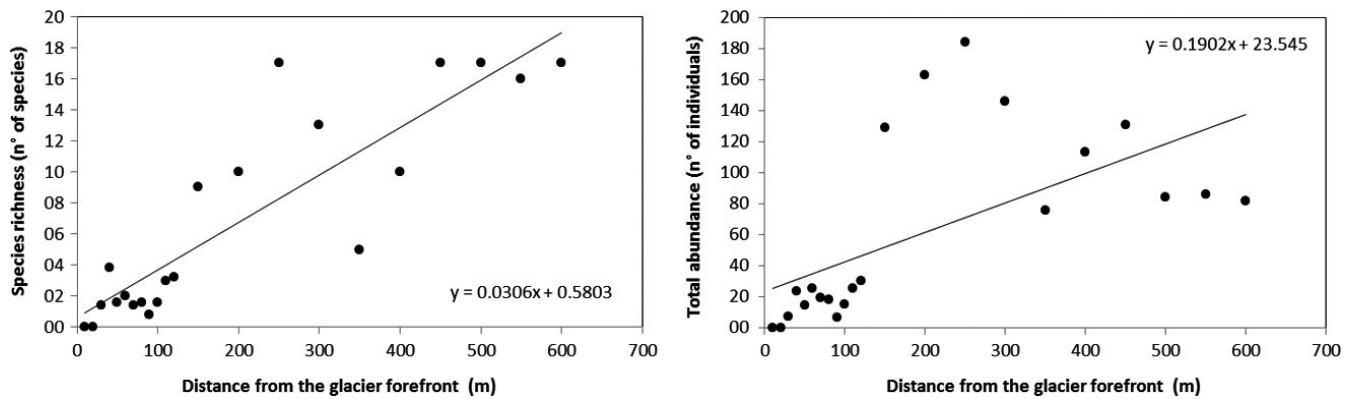 Species richness (n° of species)
20
18
16
14
12
10
08
06
04
02
00
y = 0.0306x + 0.5803
0 100 200 300 400 500 600 700
Distance from the glacier forefront (m)
Total abundance (n° of individuals)
200
180
160
140
120
100
80
60
40
20
00
y = 0.1902x + 23.545
0 100 200 300 400 500 600 700
Distance from the glacier forefront (m)